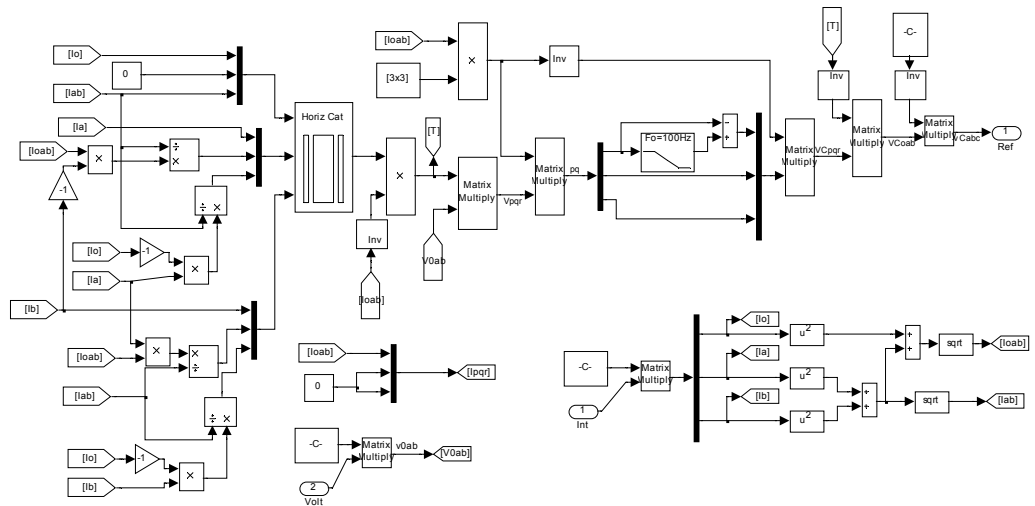 [Io]
0
[Iab]
[Ia]
[Ioab]
×
÷
×
-1
÷ ×
[Io]
-1
×
[Ia]
[Ib]
[Ioab]
×
×
÷
[Iab]
÷ ×
[Io]
-1
×
[Ib]
Horiz Cat
×
Inv
[Ioab]
[T]
Matrix
Multiply
Vpqr
V0ab
[Ioab]
[3x3]
×
Inv
Matrix
Multiply
pq
Fo=100Hz
-
+
Matrix
Multiply
VCpqr
[T]
Inv
Matrix
Multiply
VCoab
-C-
Inv
Matrix
Multiply
VCabc
1
Ref
[Ioab]
0
[Ipqr]
-C-
2
Volt
Matrix
Multiply
v0ab
[V0ab]
-C-
1
Int
Matrix
Multiply
[Io]
u²
[Ia]
u²
[Ib]
u²
+
+
+
+
sqrt
[Ioab]
sqrt
[Iab]